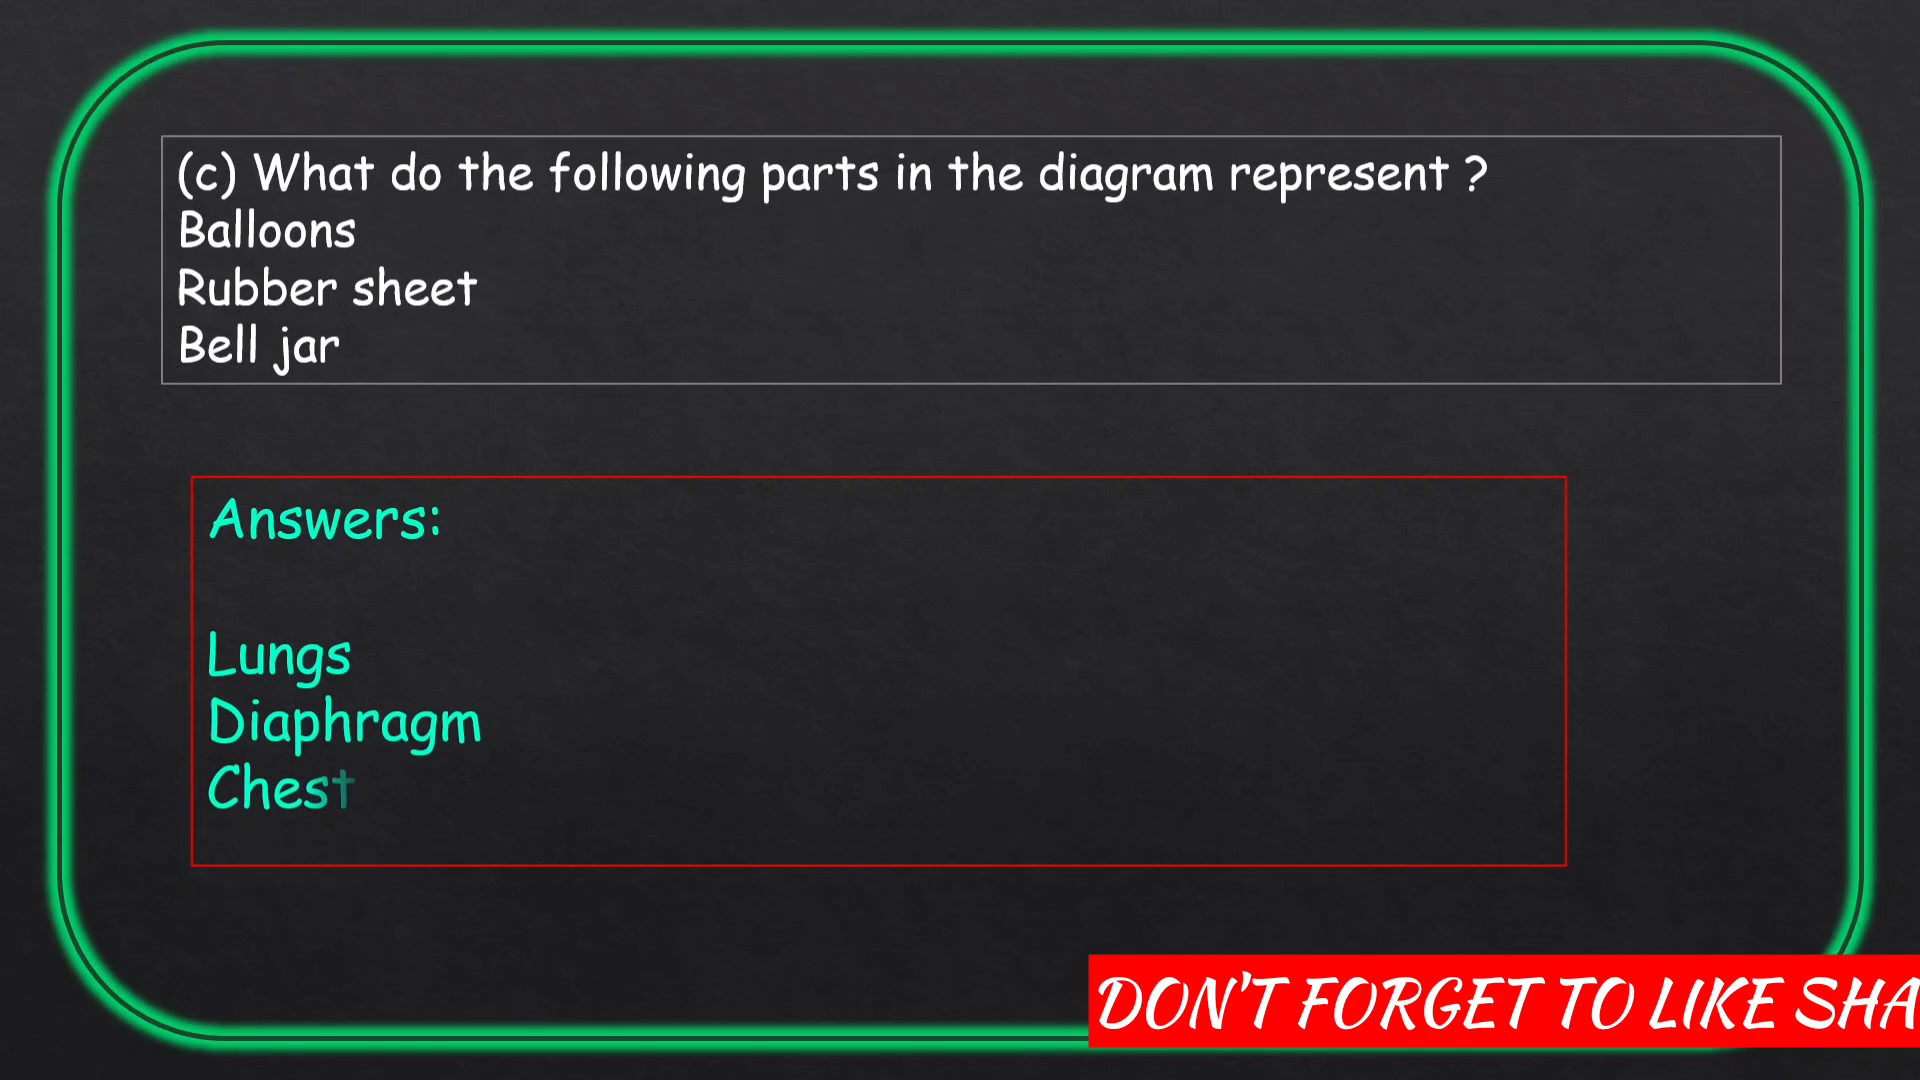 (c) What do the following parts in the diagram represent ?
Balloons
Rubber sheet
Bell jar
Answers:
Lungs
Diaphragm
Chest
DON'T FORGET TO LIKE SHA